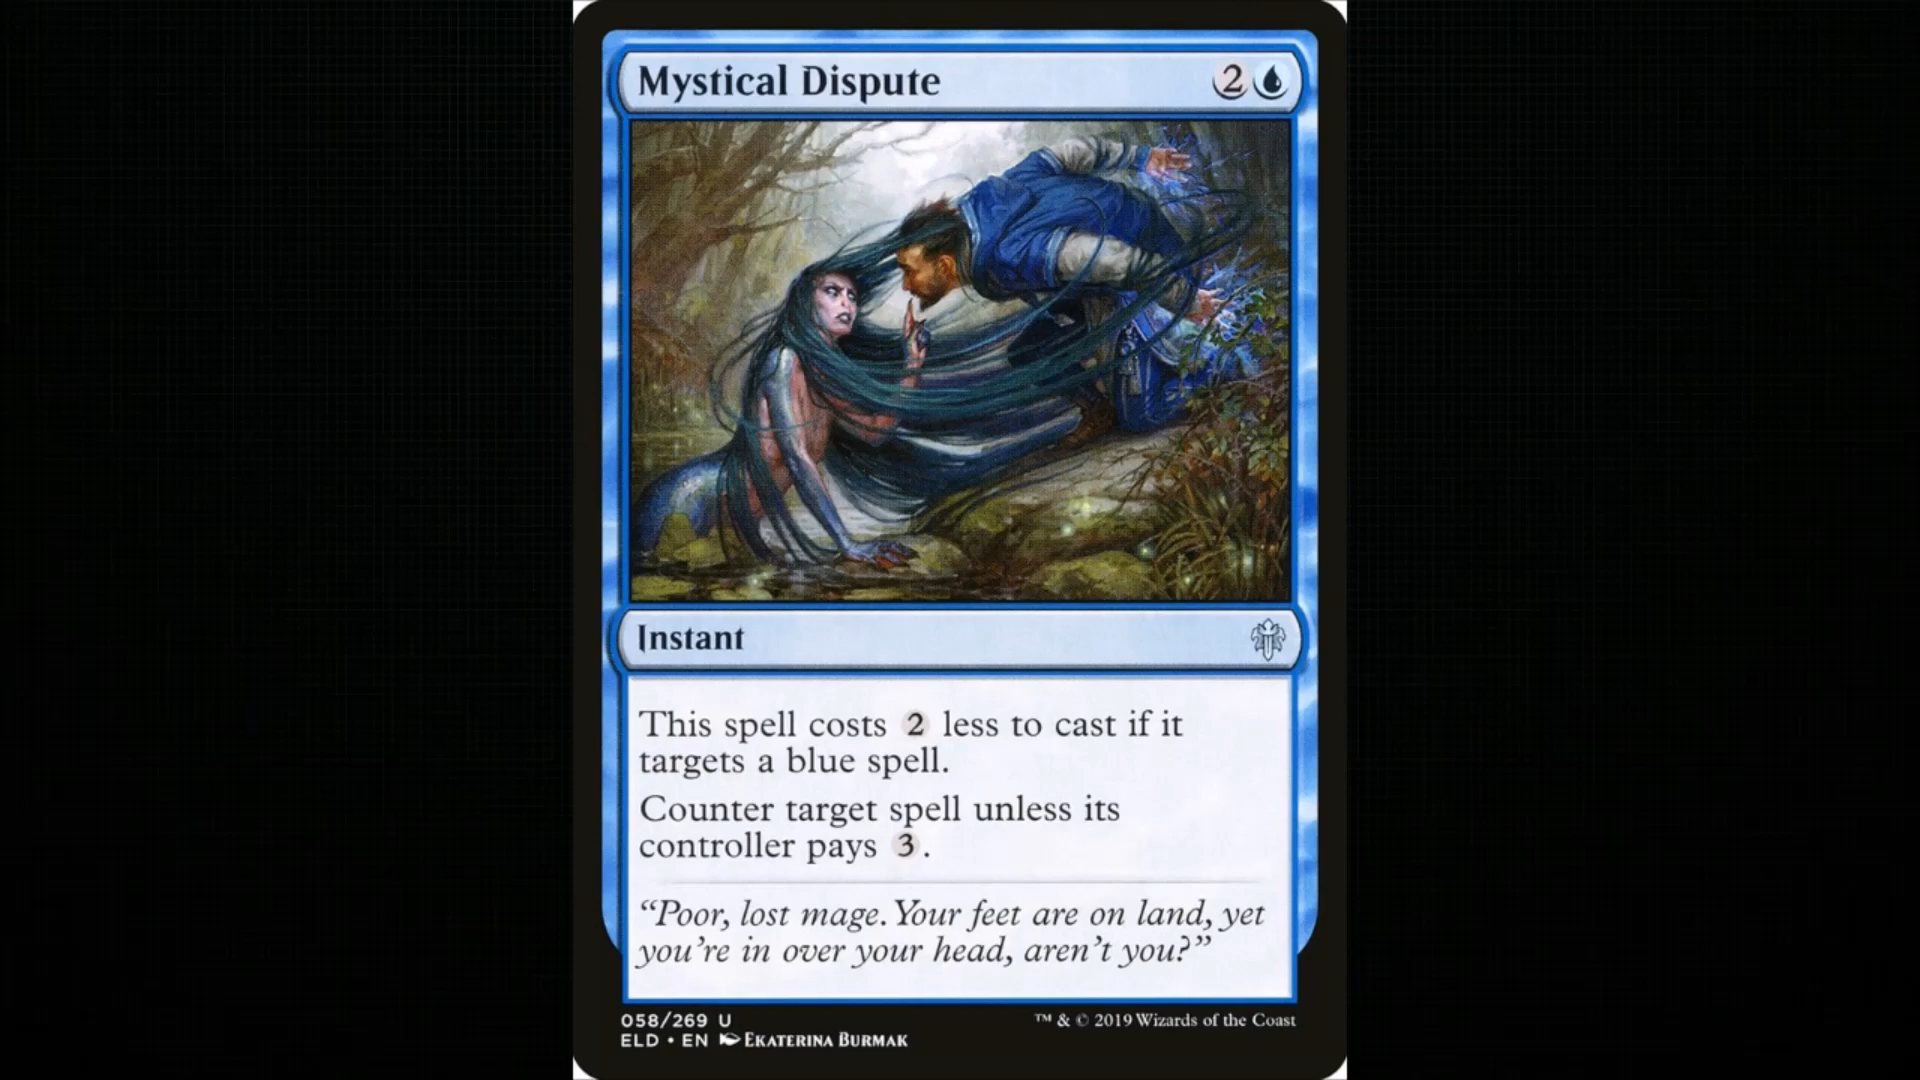 Mystical Dispute 2
Instant
This spell costs 2 less to cast if it
targets a blue spell.
Counter target spell unless its
controller pays 3.
“Poor, lost mage. Your feet are on land, yet
you’re in over your head, aren’t you?”
058/269 U
™ & © 2019 Wizards of the Coast
ELD • EN Ekaterina Burmak